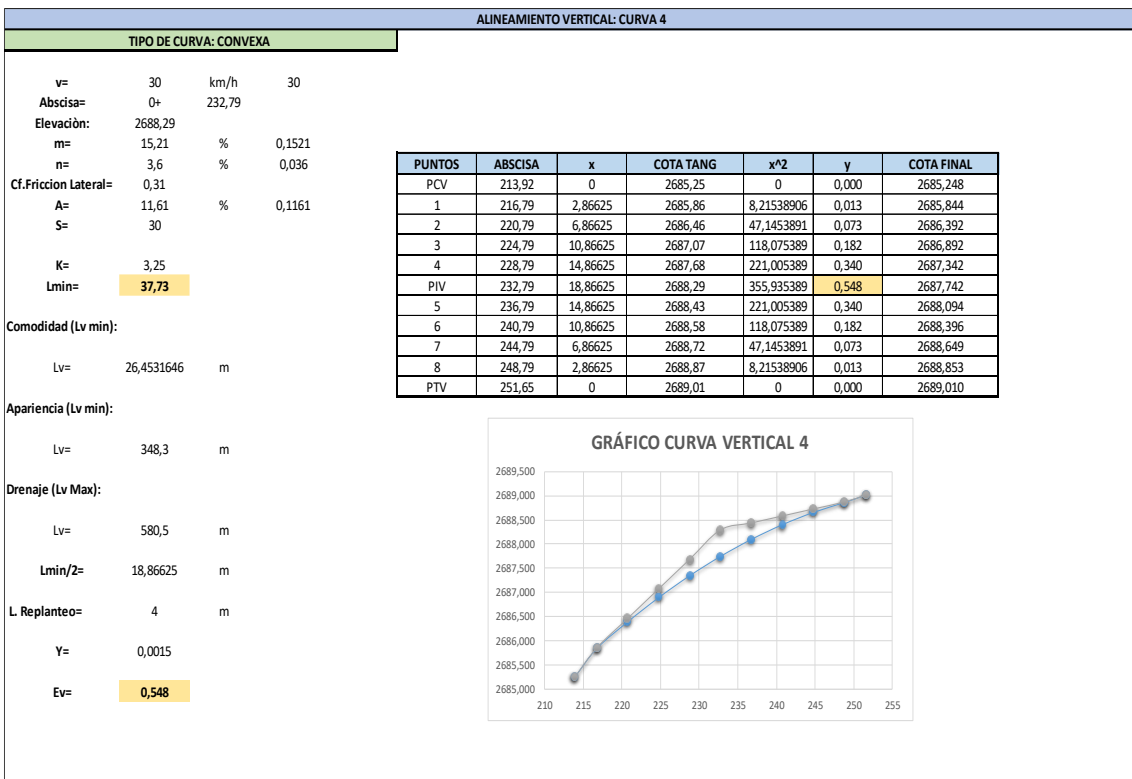 ALINEAMIENTO VERTICAL: CURVA 4
TIPO DE CURVA: CONVEXA
v= 30 km/h 30
Abscisa= 0+ 232,79
Elevaciòn: 2688,29
m= 15,21 % 0,1521
n= 3,6 % 0,036
Cf.Friccion Lateral= 0,31
A= 11,61 % 0,1161
S= 30
K= 3,25
Lmin= 37,73
Comodidad (Lv min):
Lv= 26,4531646 m
Apariencia (Lv min):
Lv= 348,3 m
Drenaje (Lv Max):
Lv= 580,5 m
Lmin/2= 18,86625 m
L. Replanteo= 4 m
Y= 0,0015
Ev= 0,548
PUNTOS ABSCISA x COTA TANG x^2 y COTA FINAL
PCV 213,92 0 2685,25 0 0,000 2685,248
1 216,79 2,86625 2685,86 8,21538906 0,013 2685,844
2 220,79 6,86625 2686,46 47,1453891 0,073 2686,392
3 224,79 10,86625 2687,07 118,075389 0,182 2686,892
4 228,79 14,86625 2687,68 221,005389 0,340 2687,342
PIV 232,79 18,86625 2688,29 355,935389 0,548 2687,742
5 236,79 14,86625 2688,43 221,005389 0,340 2688,094
6 240,79 10,86625 2688,58 118,075389 0,182 2688,396
7 244,79 6,86625 2688,72 47,1453891 0,073 2688,649
8 248,79 2,86625 2688,87 8,21538906 0,013 2688,853
PTV 251,65 0 2689,01 0 0,000 2689,010
GRÁFICO CURVA VERTICAL 4
2689,500
2689,000
2688,500
2688,000
2687,500
2687,000
2686,500
2686,000
2685,500
2685,000
210 215 220 225 230 235 240 245 250 255